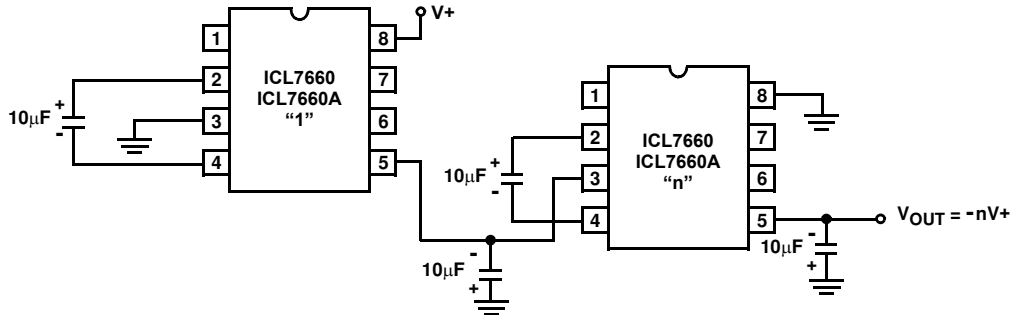 V+
1
8
2
ICL7660
7
ICL7660A
"1"
3
6
4
5
10μF
+
-
1
8
2
ICL7660
7
ICL7660A
"n"
3
6
4
5
10μF
+
-
-
10μF
+
-
10μF
+
VOUT = -nV+